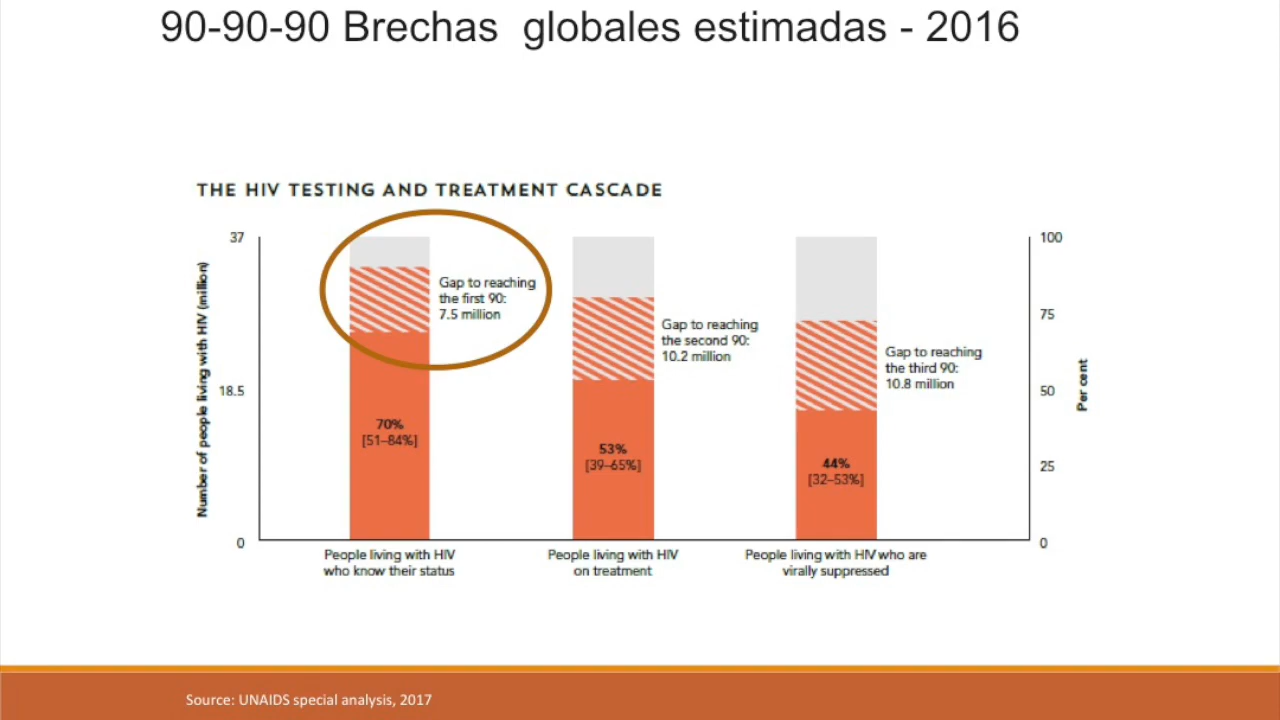 90-90-90 Brechas  globales estimadas - 2016
THE HIV TESTING AND TREATMENT CASCADE
37
18.5
0
Number of people living with HIV (million)
Gap to reaching
the first 90:
7.5 million
70%
[51–84%]
People living with HIV
who know their status
Gap to reaching
the second 90:
10.2 million
53%
[39–65%]
People living with HIV
on treatment
Gap to reaching
the third 90:
10.8 million
44%
[32–53%]
People living with HIV who are
virally suppressed
100
75
50
25
0
Per cent
Source: UNAIDS special analysis, 2017